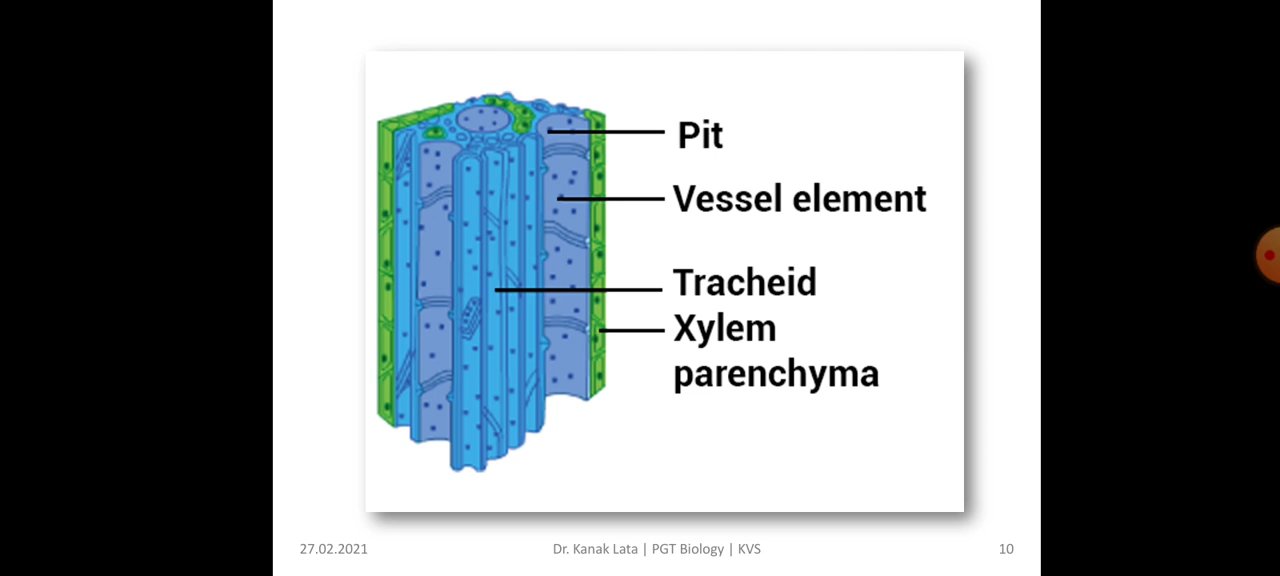 Pit
Vessel element
Tracheid
Xylem
parenchyma
27.02.2021
Dr. Kanak Lata | PGT Biology | KVS
10